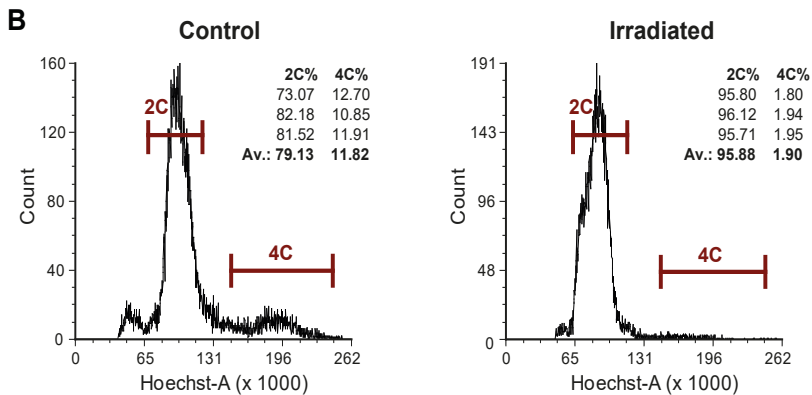 B
Control
160
120
80
40
0
Count
2C
4C
2C% 4C%
73.07 12.70
82.18 10.85
81.52 11.91
Av.: 79.13 11.82
0 65 131 196 262
Hoechst-A (x 1000)
Irradiated
191
143
96
48
0
Count
2C
4C
2C% 4C%
95.80 1.80
96.12 1.94
95.71 1.95
Av.: 95.88 1.90
0 65 131 196 262
Hoechst-A (x 1000)